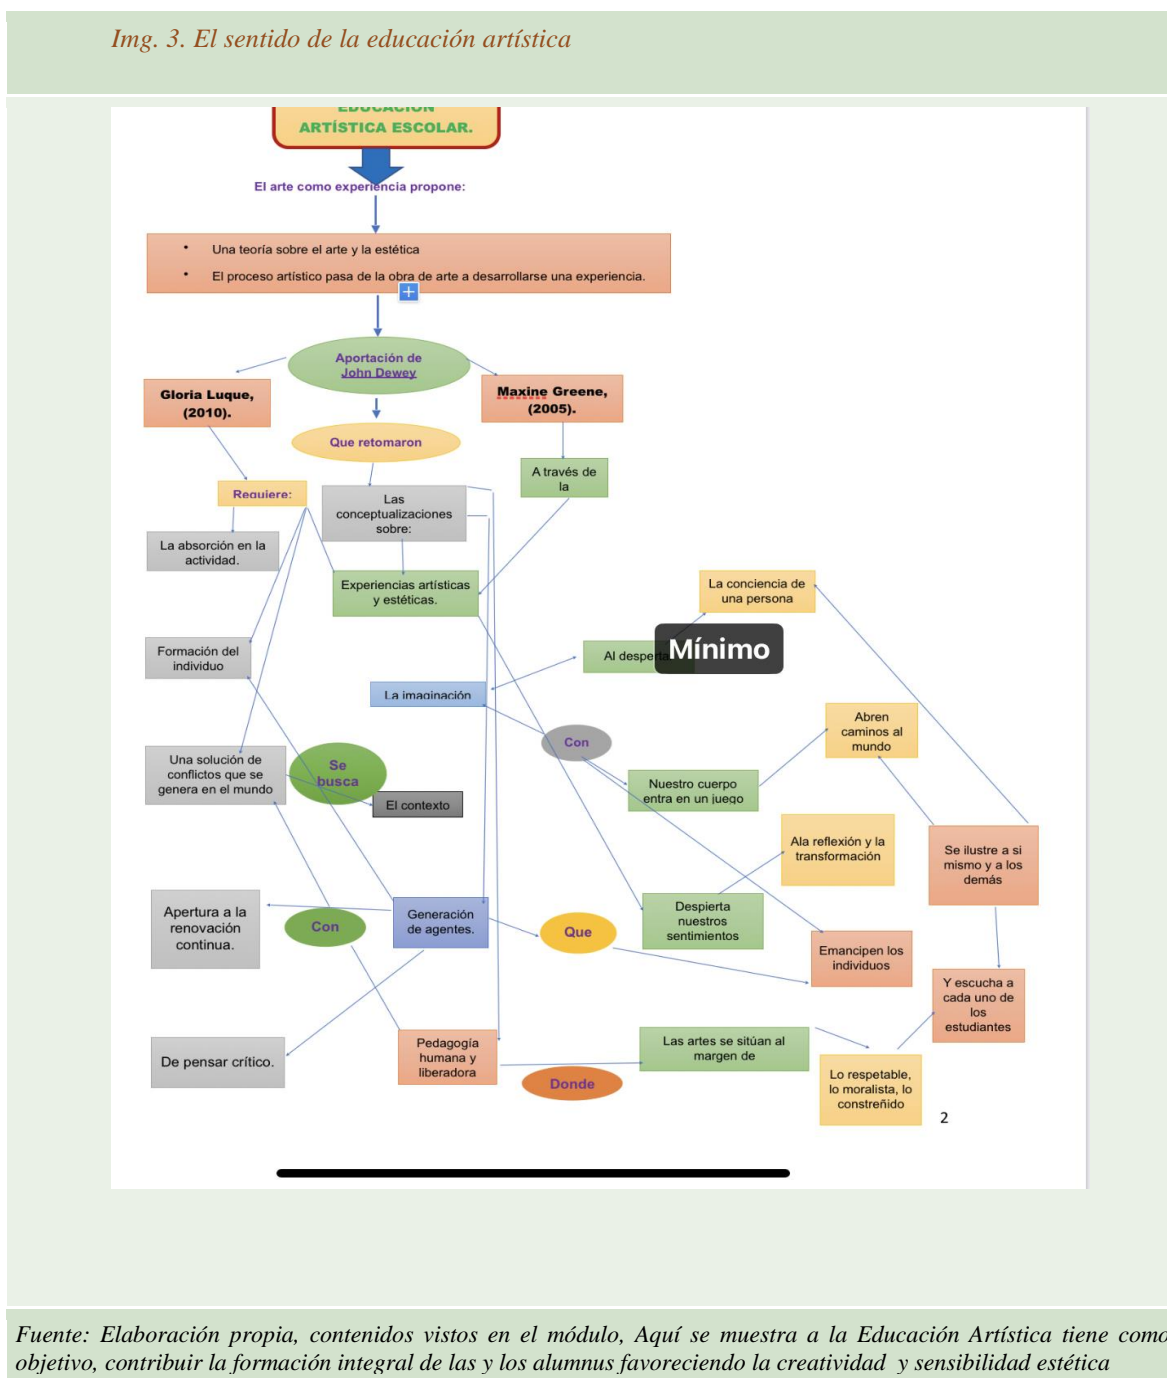 Img. 3. El sentido de la educación artística
EDUCACIÓN
ARTÍSTICA ESCOLAR.
El arte como experiencia propone:
• Una teoría sobre el arte y la estética
• El proceso artístico pasa de la obra de arte a desarrollarse una experiencia.
Aportación de
John Dewey
Gloria Luque,
(2010).
Maxine Greene,
(2005).
Que retomaron
A través de
la
Requiere:
Las
conceptualizaciones
sobre:
La absorción en la
actividad.
Experiencias artísticas
y estéticas.
La conciencia de
una persona
Formación del
individuo
Al desperta
Mínimo
La imaginación
Abren
caminos al
mundo
Con
Una solución de
conflictos que se
genera en el mundo
Se
busca
El contexto
Nuestro cuerpo
entra en un juego
Ala reflexión y la
transformación
Se ilustre a si
mismo y a los
demás
Apertura a la
renovación
continua.
Con
Generación
de agentes.
Que
Despierta
nuestros
sentimientos
Emancipen los
individuos
Y escucha a
cada uno de
los
estudiantes
De pensar crítico.
Pedagogía
humana y
liberadora
Donde
Las artes se sitúan al
margen de
Lo respetable,
lo moralista, lo
constreñido
2
Fuente: Elaboración propia, contenidos vistos en el módulo, Aquí se muestra a la Educación Artística tiene como
objetivo, contribuir la formación integral de las y los alumnus favoreciendo la creatividad y sensibilidad estética